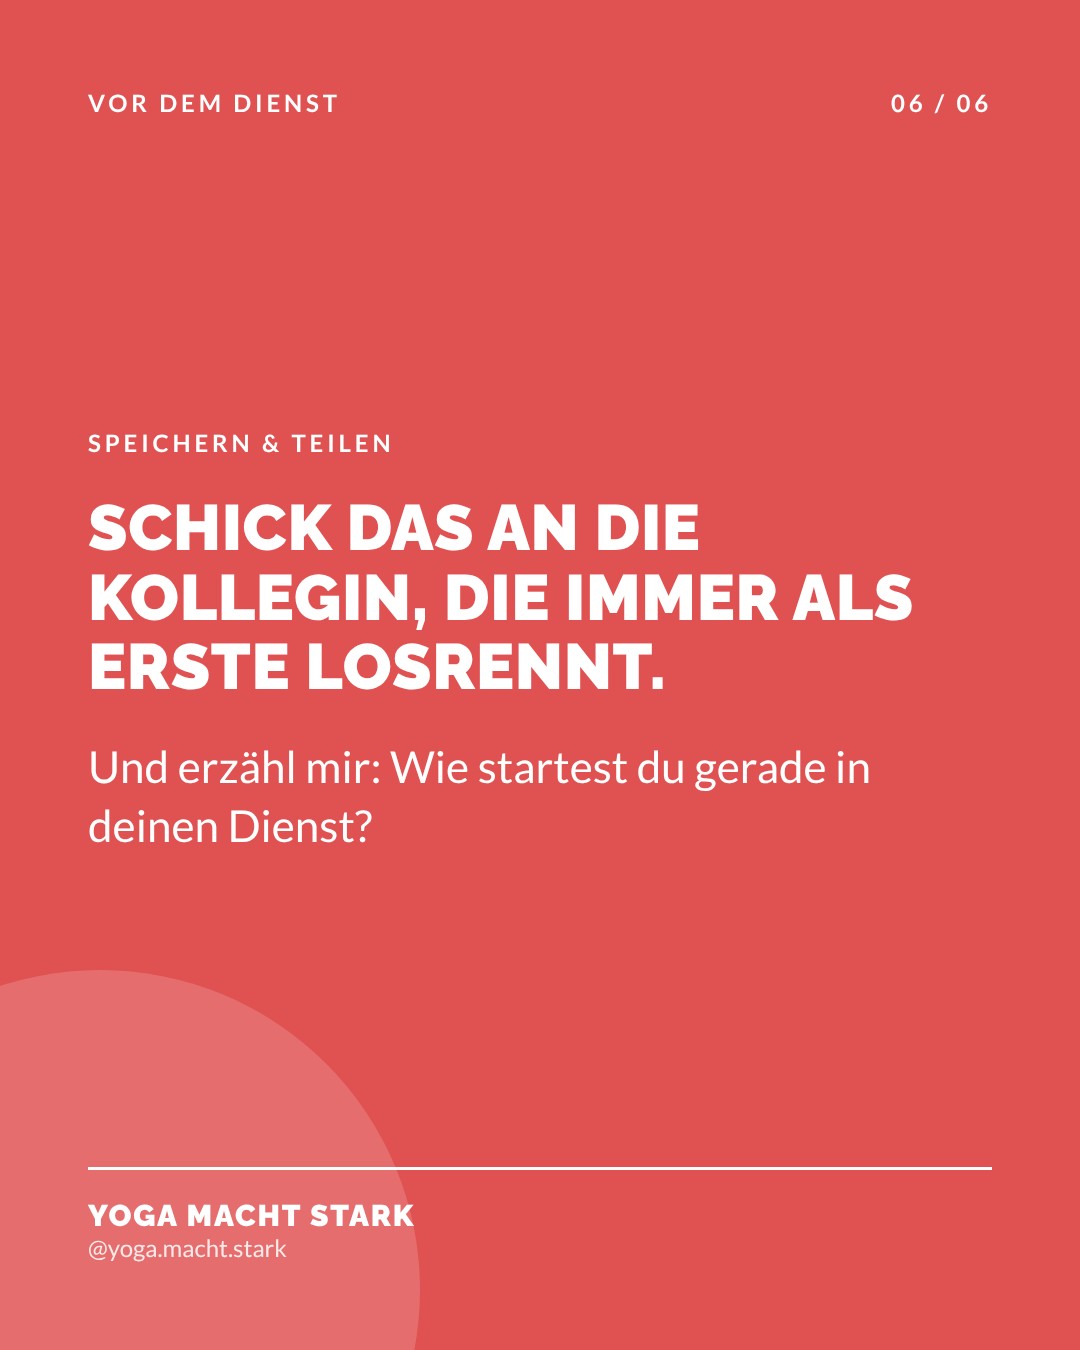 VOR DEM DIENST
06 / 06
SPEICHERN & TEILEN
SCHICK DAS AN DIE
KOLLEGIN, DIE IMMER ALS
ERSTE LOSRENNT.
Und erzähl mir: Wie startest du gerade in
deinen Dienst?
YOGA MACHT STARK
@yoga.macht.stark